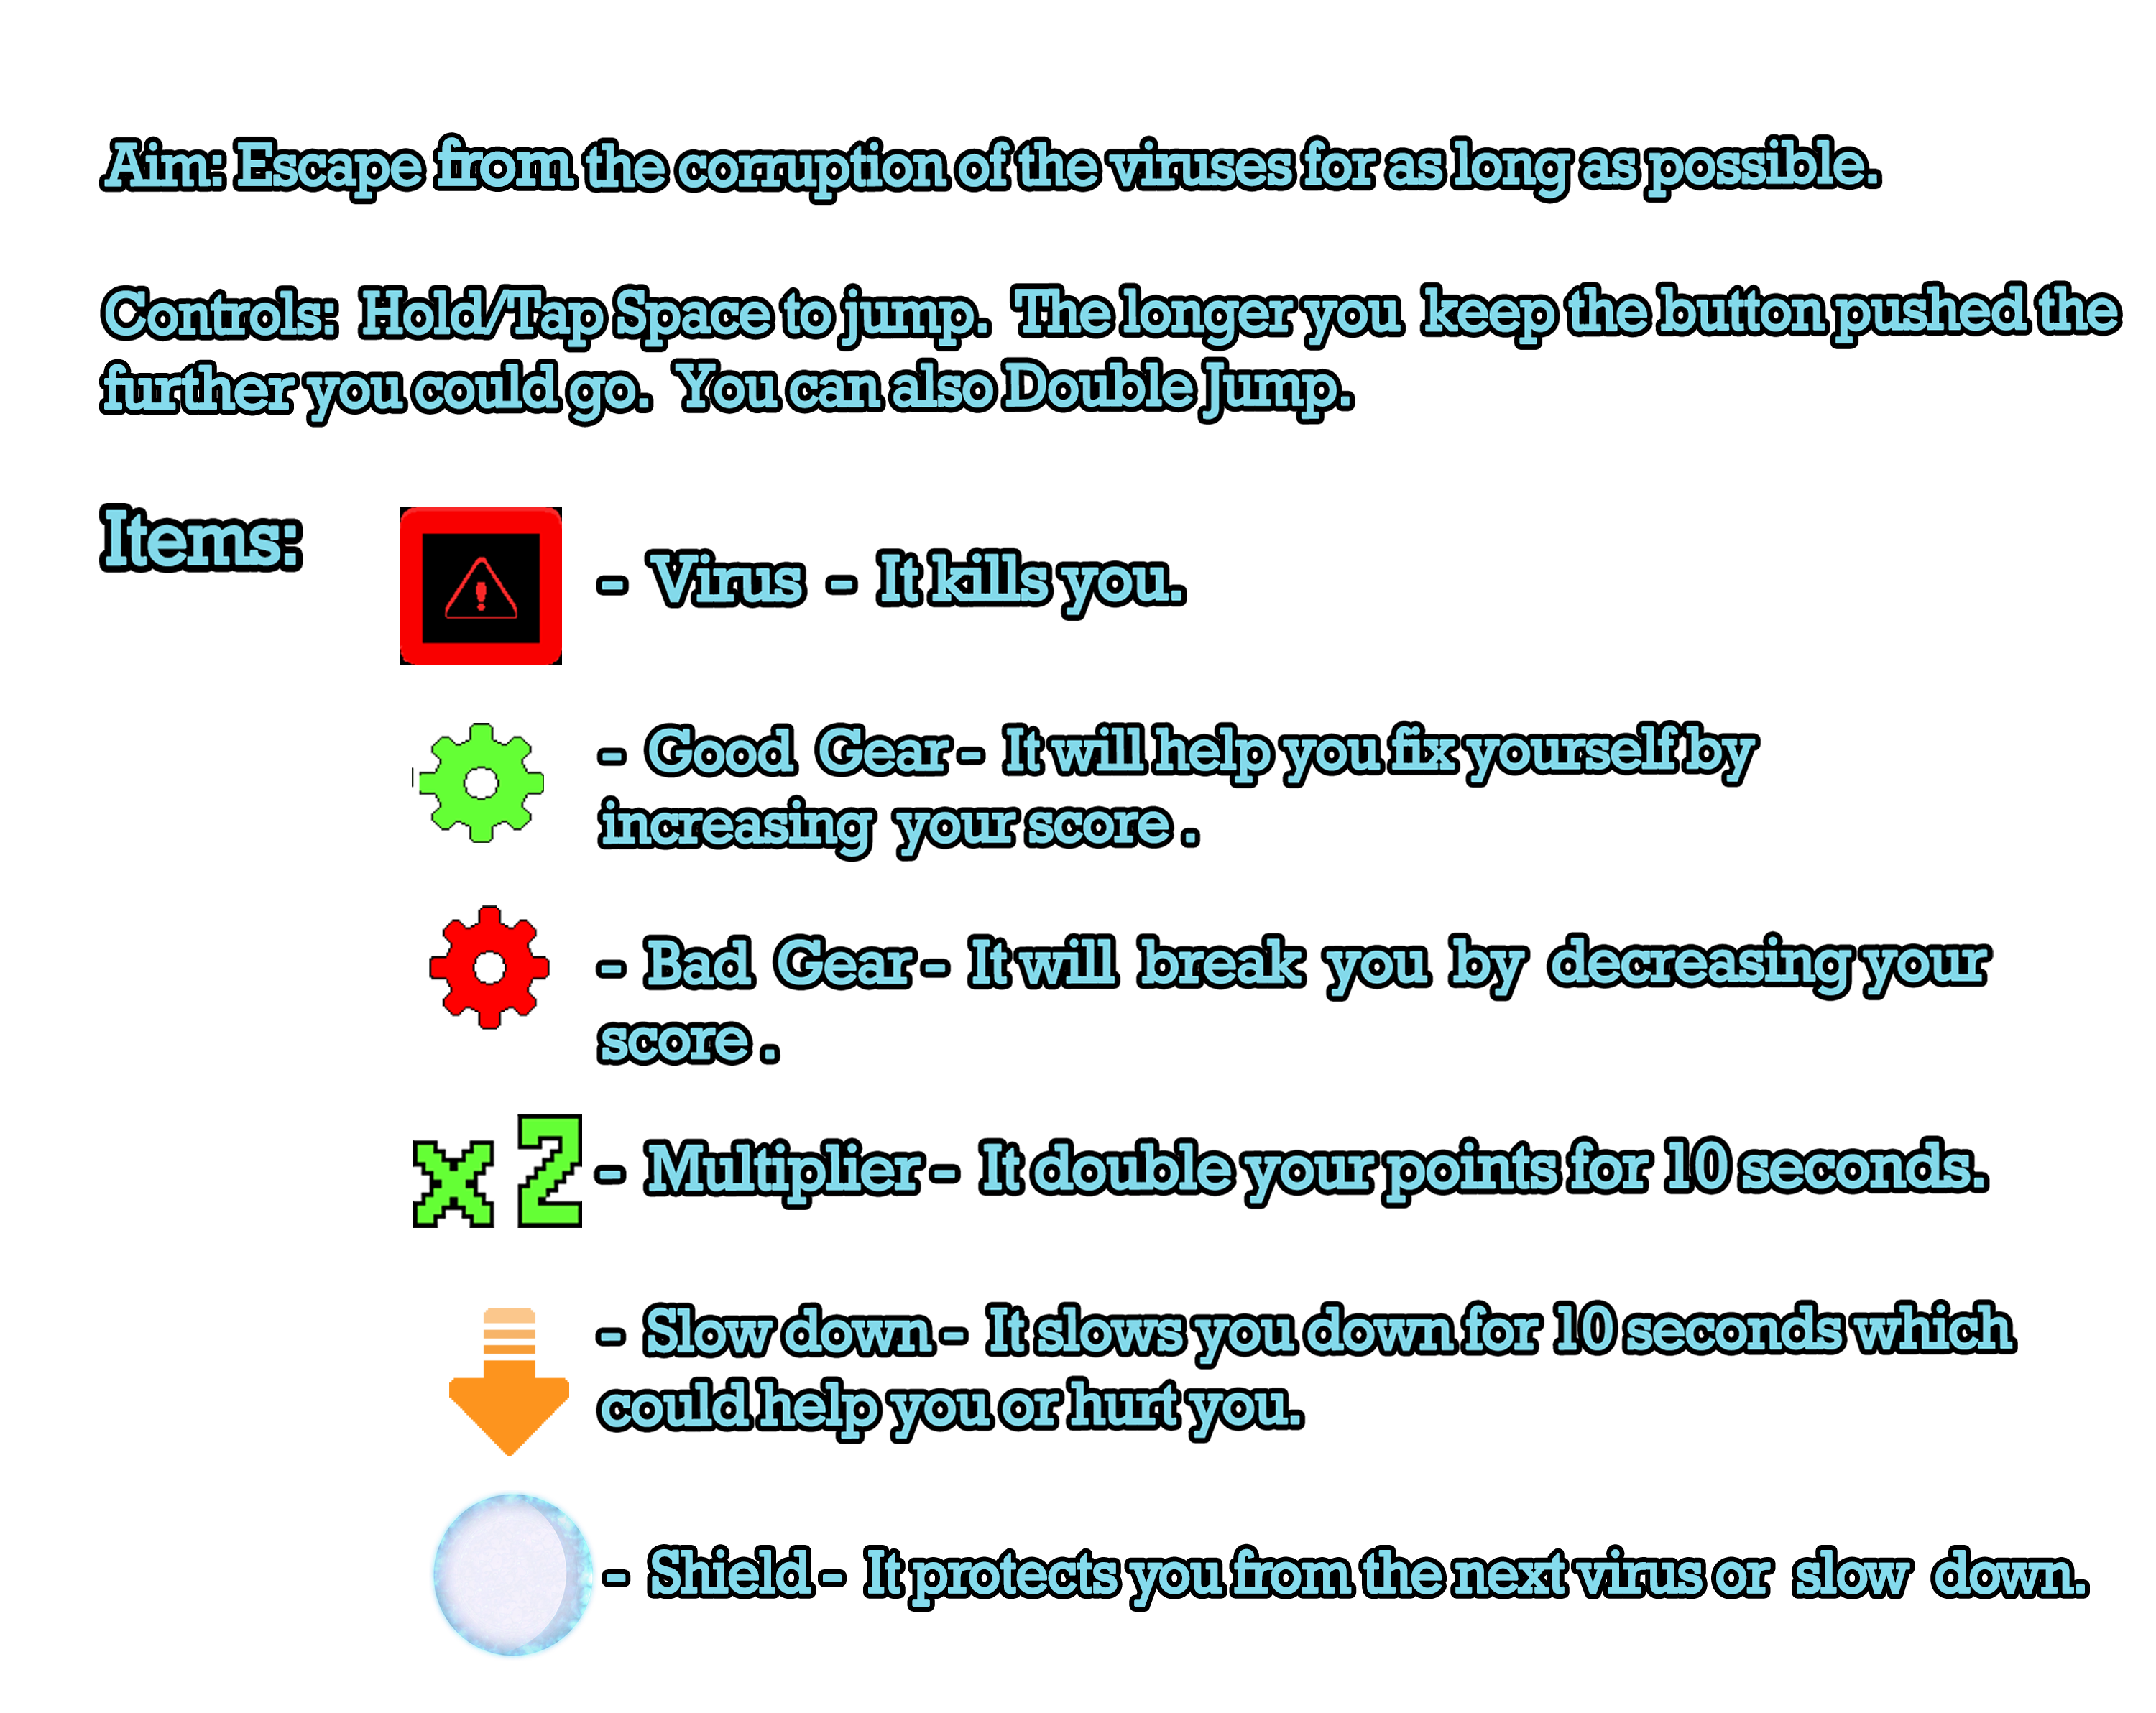 Aim: Escape from the corruption of the viruses for as long as possible.
Controls: Hold/Tap Space to jump. The longer you keep the button pushed the
further you could go. You can also Double Jump.
Items:
- Virus - It kills you.
- Good Gear - It will help you fix yourself by
increasing your score .
- Bad Gear - It will break you by decreasing your
score .
x2 - Multiplier - It double your points for 10 seconds.
- Slow down - It slows you down for 10 seconds which
could help you or hurt you.
- Shield - It protects you from the next virus or slow down.